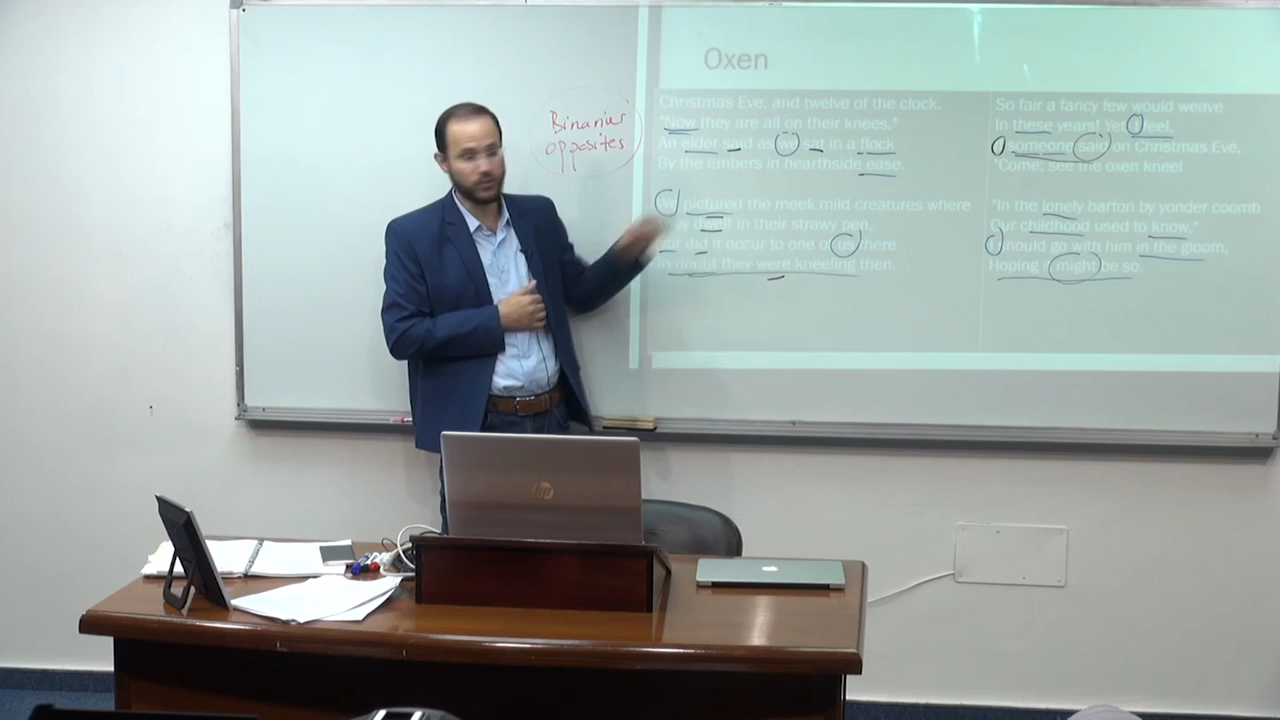 Oxen
Binaries
opposites
Christmas Eve, and twelve of the clock.
"Now they are all on their knees,"
An elder said as we sat in a flock
By the embers in hearthside ease.
We pictured the meek mild creatures where
They dwell in their strawy pen,
Nor did it occur to one of us there
To doubt they were kneeling then.
So fair a fancy few would weave
In these years! Yet, I feel,
If someone said on Christmas Eve,
"Come; see the oxen kneel
"In the lonely barton by yonder coomb
Our childhood used to know,"
I should go with him in the gloom,
Hoping it might be so.
hp